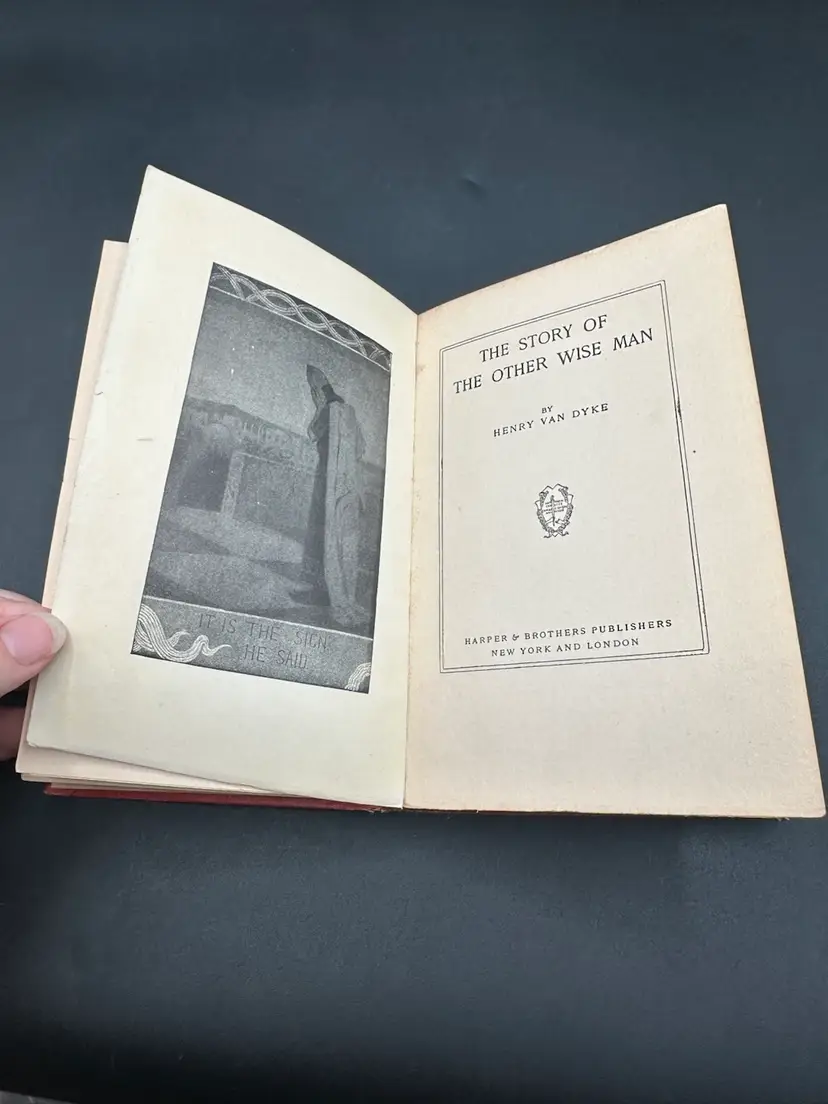 IT IS THE SIGN
HE SAID
THE STORY OF
THE OTHER WISE MAN
BY
HENRY VAN DYKE
HARPER & BROTHERS PUBLISHERS
NEW YORK AND LONDON